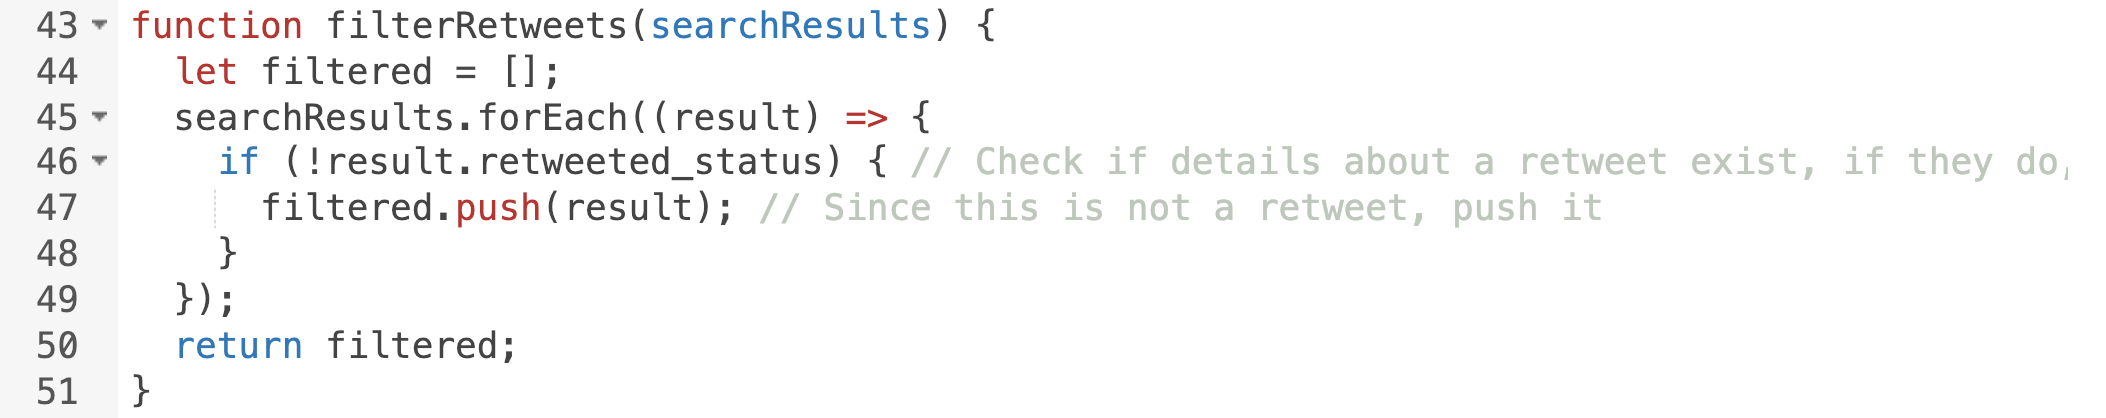 43 function filterRetweets(searchResults) {
44 let filtered = [];
45 searchResults.forEach((result) => {
46 if (!result.retweeted_status) { // Check if details about a retweet exist, if they do,
47 filtered.push(result); // Since this is not a retweet, push it
48 }
49 });
50 return filtered;
51 }